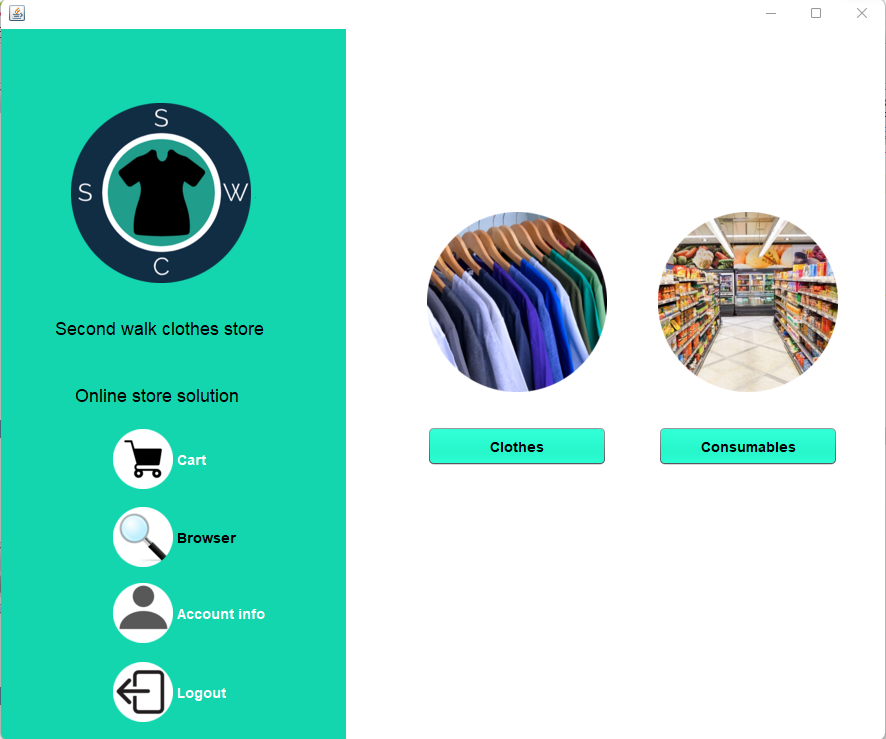 S
S
W
C
Second walk clothes store
Online store solution
Cart
Browser
Account info
Logout
Clothes
Consumables